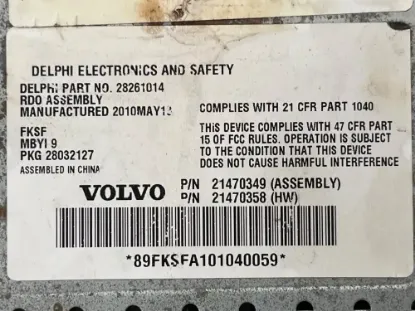 DELPHI ELECTRONICS AND SAFETY
DELPHI PART NO. 28261014
RDO ASSEMBLY
MANUFACTURED 2010MAY13
COMPLIES WITH 21 CFR PART 1040
FKSF
MBYI 9
PKG 28032127
ASSEMBLED IN CHINA
THIS DEVICE COMPLIES WITH 47 CFR PART
15 OF FCC RULES. OPERATION IS SUBJECT
TO THE CONDITION THAT THIS DEVICE
DOES NOT CAUSE HARMFUL INTERFERENCE
VOLVO
P/N 21470349 (ASSEMBLY)
P/N 21470358 (HW)
*89FKSFA101040059*